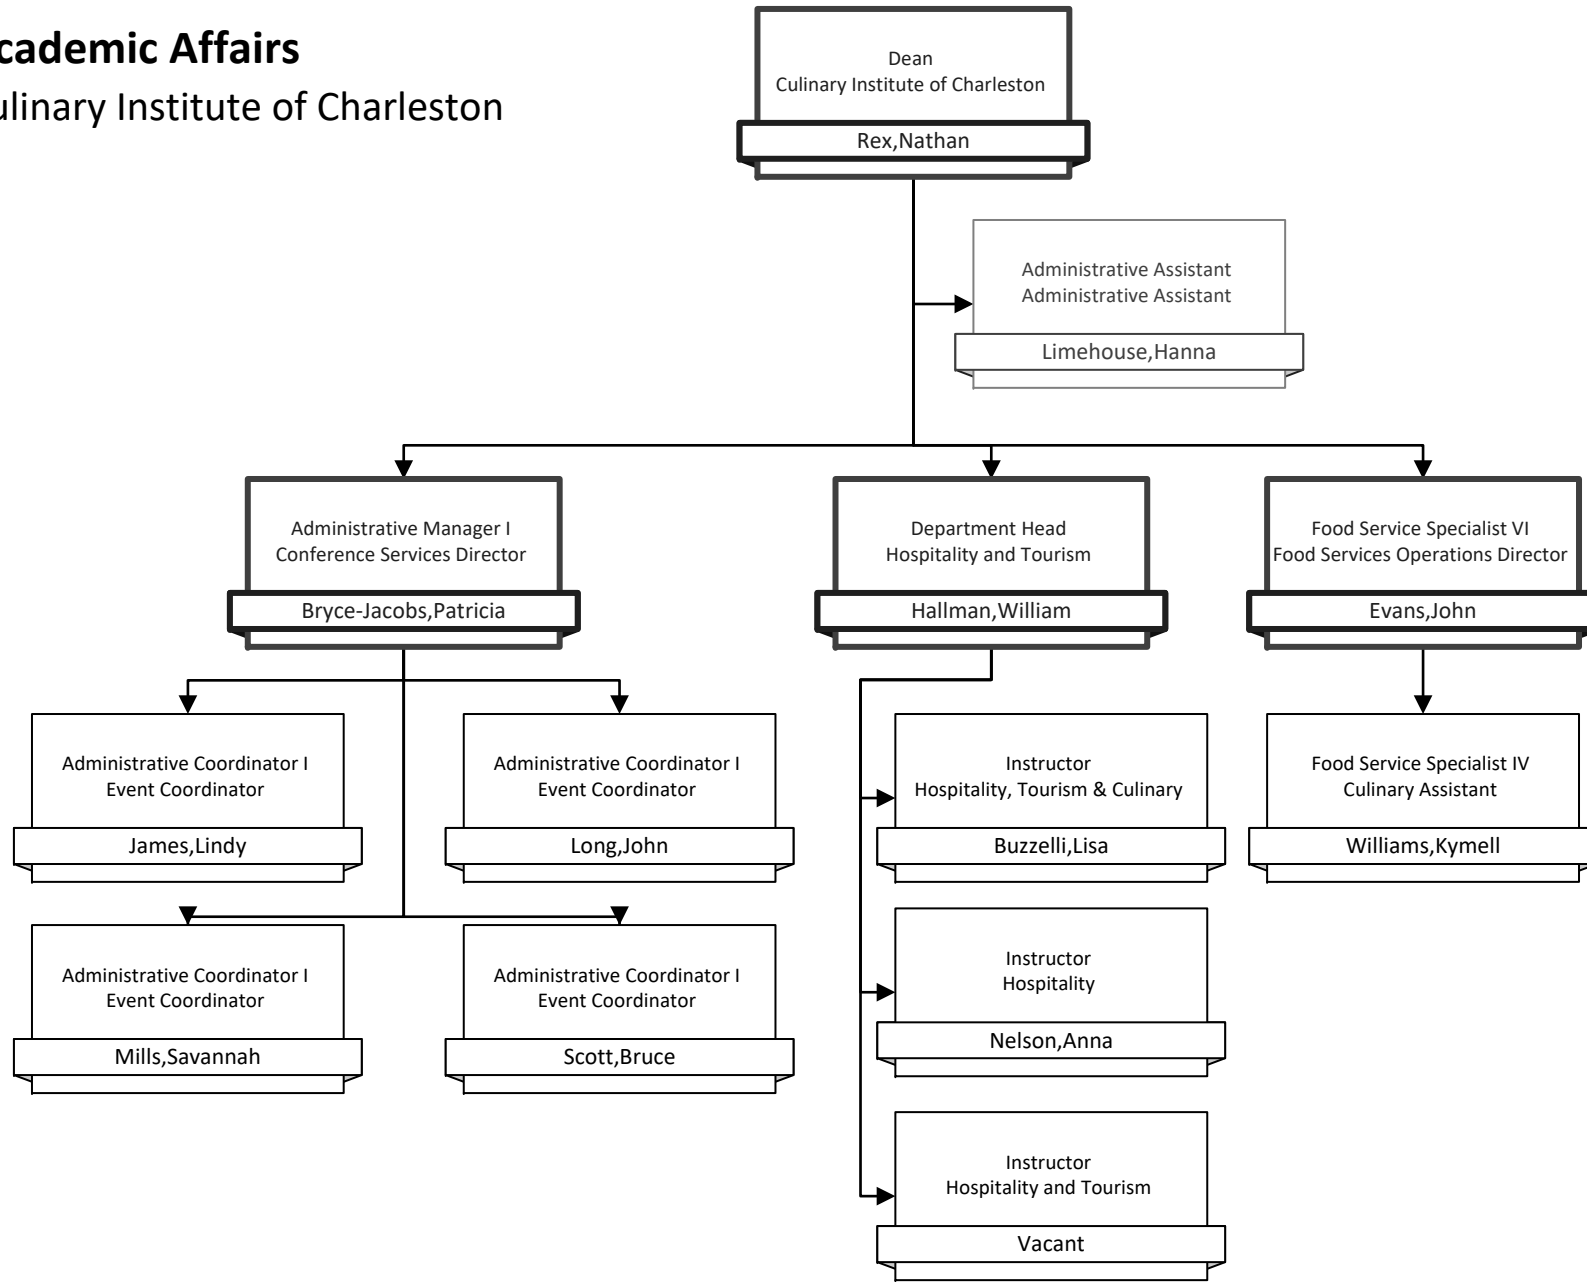 cademic Affairs
ulinary Institute of Charleston
Dean
Culinary Institute of Charleston
Rex,Nathan
Administrative Assistant
Administrative Assistant
Limehouse,Hanna
Administrative Manager I
Conference Services Director
Bryce-Jacobs,Patricia
Department Head
Hospitality and Tourism
Hallman,William
Food Service Specialist VI
Food Services Operations Director
Evans,John
Administrative Coordinator I
Event Coordinator
James,Lindy
Administrative Coordinator I
Event Coordinator
Long,John
Instructor
Hospitality, Tourism & Culinary
Buzzelli,Lisa
Food Service Specialist IV
Culinary Assistant
Williams,Kymell
Administrative Coordinator I
Event Coordinator
Mills,Savannah
Administrative Coordinator I
Event Coordinator
Scott,Bruce
Instructor
Hospitality
Nelson,Anna
Instructor
Hospitality and Tourism
Vacant